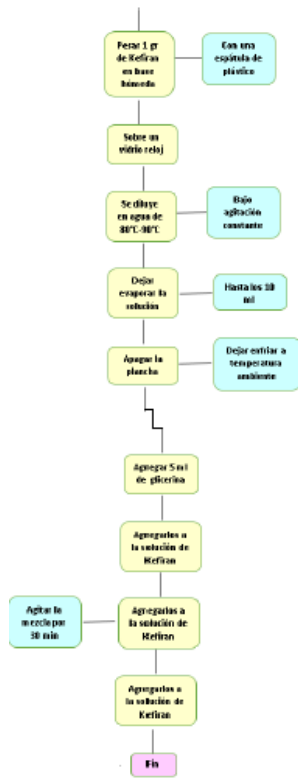 Pesar 1 gr
de Kefiran
en base
húmeda
Con una
espátula de
plástico
Sobre un
vidrio reloj
Se diluye
en agua de
80°C-90°C
Bajo
agitación
constante
Dejar
evaporar la
solución
Hasta los 10
ml
Apagar la
plancha
Dejar enfriar a
temperatura
ambiente
Agregar 5 ml
de glicerina
Agregarlos a
la solución de
Kefiran
Agitar la
mezcla por
30 min
Agregarlos a
la solución de
Kefiran
Agregarlos a
la solución de
Kefiran
Fin